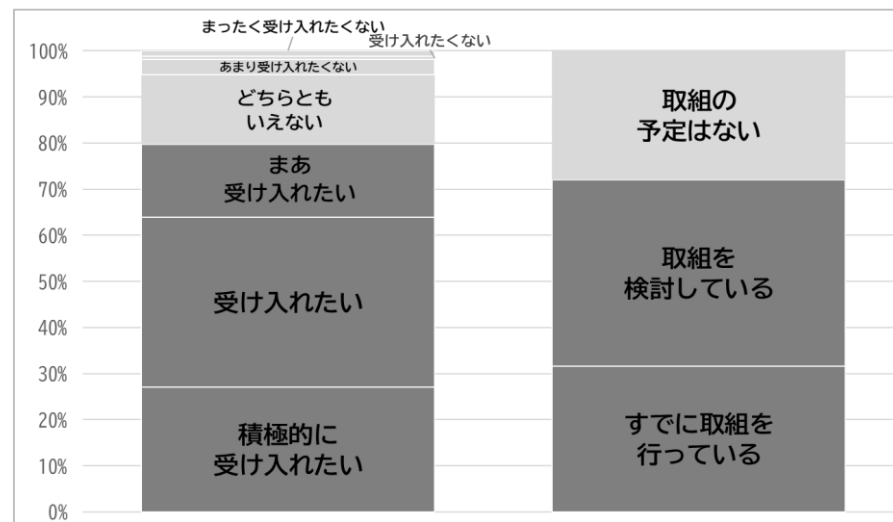 まったく受け入れたくない
受け入れたくない
100%
あまり受け入れたくない
90%
どちらとも
いえない
取組の
予定はない
80%
まあ
受け入れたい
70%
60%
取組を
検討している
50%
受け入れたい
40%
30%
20%
積極的に
受け入れたい
すでに取組を
行っている
10%
0%